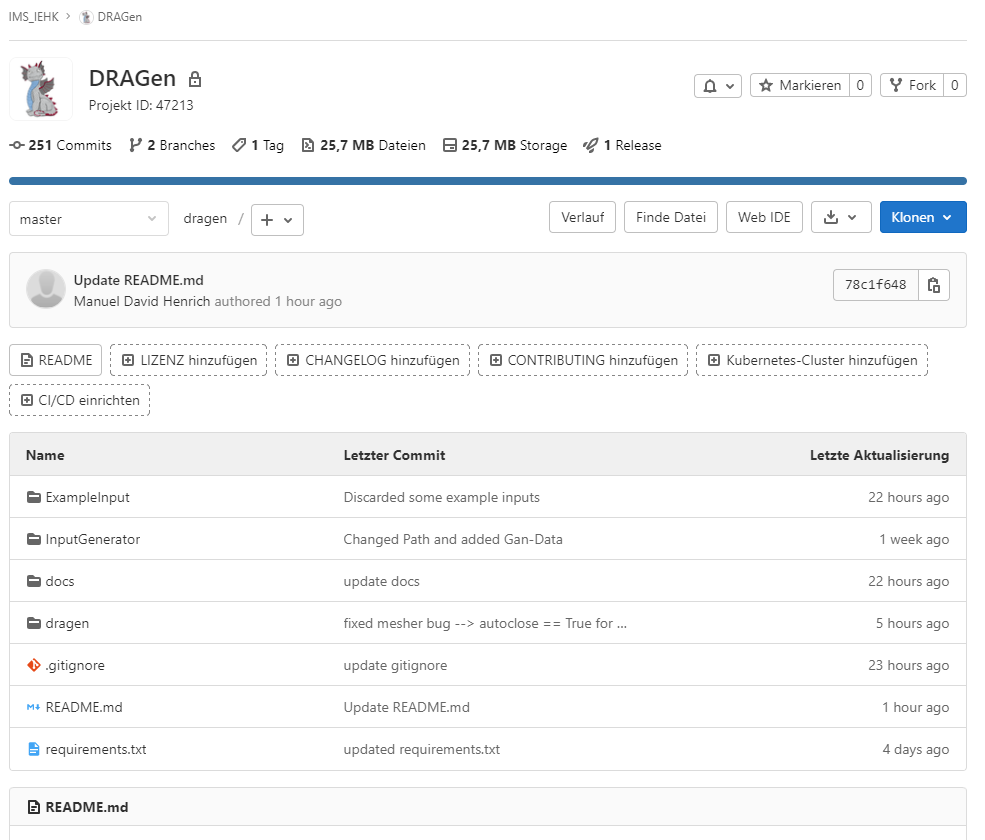 IMS_IEHK > DRAGen
DRAGen
Projekt ID: 47213
Markieren 0 Fork 0
251 Commits 2 Branches 1 Tag 25,7 MB Dateien 25,7 MB Storage 1 Release
master dragen / + Verlauf Finde Datei Web IDE Klonen
Update README.md
Manuel David Henrich authored 1 hour ago
78c1f648
README LIZENZ hinzufügen CHANGELOG hinzufügen CONTRIBUTING hinzufügen Kubernetes-Cluster hinzufügen
CI/CD einrichten
Name Letzter Commit Letzte Aktualisierung
ExampleInput Discarded some example inputs 22 hours ago
InputGenerator Changed Path and added Gan-Data 1 week ago
docs update docs 22 hours ago
dragen fixed mesher bug --> autoclose == True for ... 5 hours ago
.gitignore update gitignore 23 hours ago
M↓ README.md Update README.md 1 hour ago
requirements.txt updated requirements.txt 4 days ago
README.md